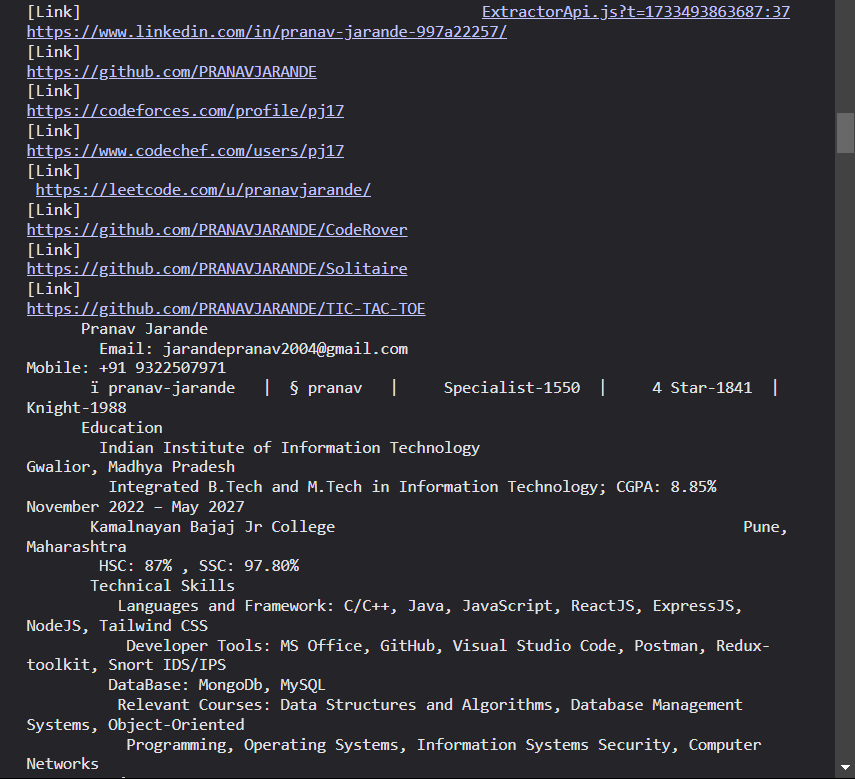 [Link] ExtractorApi.js?t=1733493863687:37
https://www.linkedin.com/in/pranav-jarande-997a22257/
[Link]
https://github.com/PRANAVJARANDE
[Link]
https://codeforces.com/profile/pj17
[Link]
https://www.codechef.com/users/pj17
[Link]
https://leetcode.com/u/pranavjarande/
[Link]
https://github.com/PRANAVJARANDE/CodeRover
[Link]
https://github.com/PRANAVJARANDE/Solitaire
[Link]
https://github.com/PRANAVJARANDE/TIC-TAC-TOE
Pranav Jarande
Email: jarandepranav2004@gmail.com
Mobile: +91 9322507971
ï pranav-jarande | § pranav | Specialist-1550 | 4 Star-1841 |
Knight-1988
Education
Indian Institute of Information Technology
Gwalior, Madhya Pradesh
Integrated B.Tech and M.Tech in Information Technology; CGPA: 8.85%
November 2022 – May 2027
Kamalnayan Bajaj Jr College Pune,
Maharashtra
HSC: 87% , SSC: 97.80%
Technical Skills
Languages and Framework: C/C++, Java, JavaScript, ReactJS, ExpressJS,
NodeJS, Tailwind CSS
Developer Tools: MS Office, GitHub, Visual Studio Code, Postman, Redux-
toolkit, Snort IDS/IPS
DataBase: MongoDb, MySQL
Relevant Courses: Data Structures and Algorithms, Database Management
Systems, Object-Oriented
Programming, Operating Systems, Information Systems Security, Computer
Networks